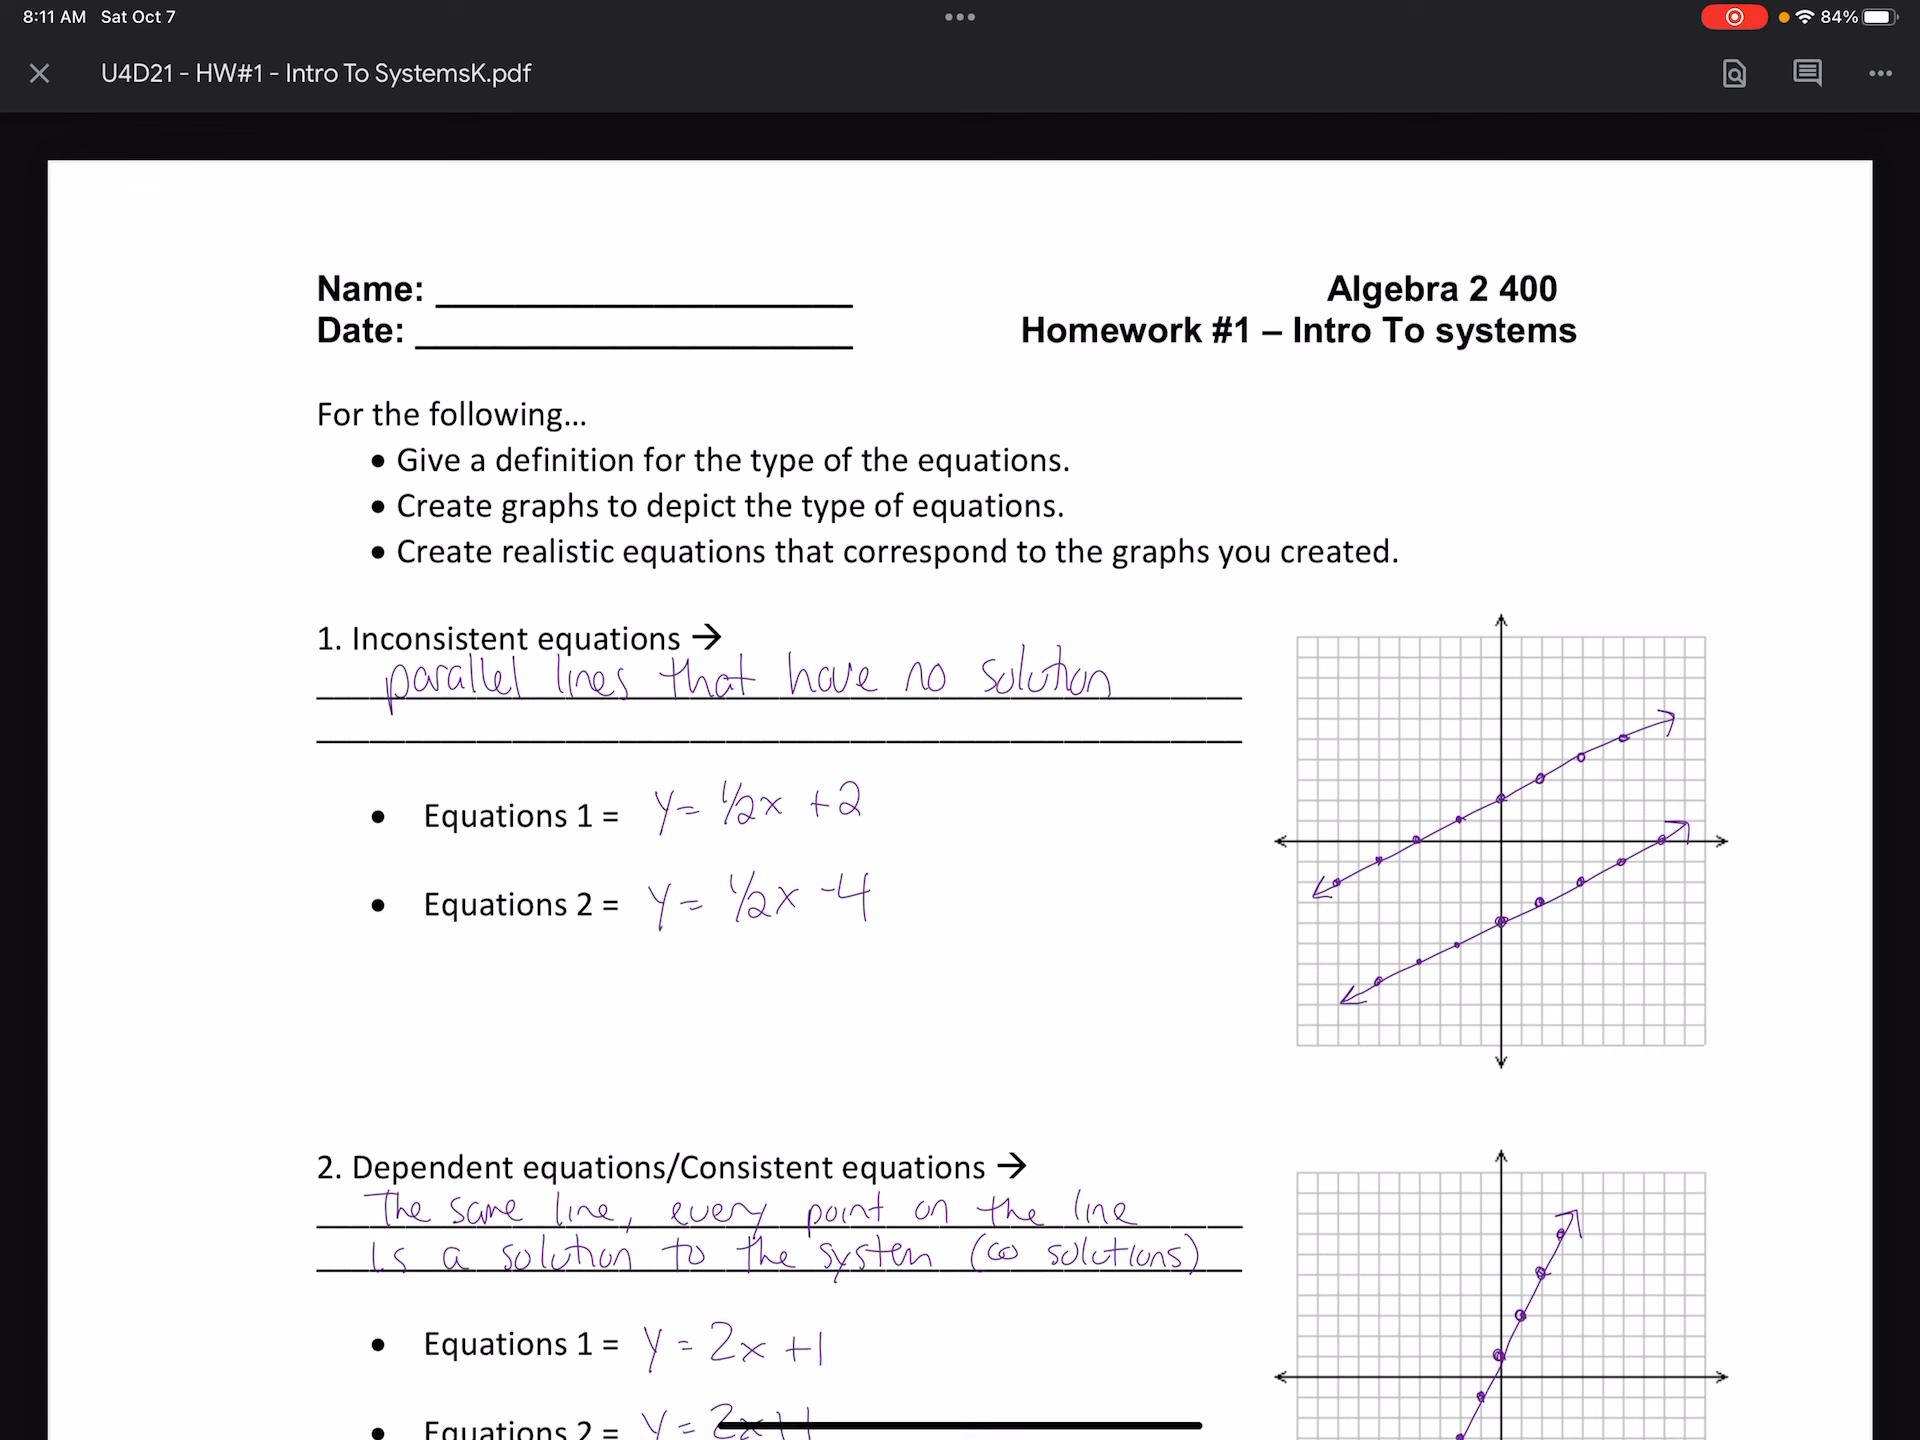 8:11 AM Sat Oct 7
84%
U4D21 - HW#1 - Intro To SystemsK.pdf
Name: Algebra 2 400
Date: Homework #1 – Intro To systems
For the following...
• Give a definition for the type of the equations.
• Create graphs to depict the type of equations.
• Create realistic equations that correspond to the graphs you created.
1. Inconsistent equations →
parallel lines that have no solution
• Equations 1 = y = 1/2x + 2
• Equations 2 = y = 1/2x - 4
2. Dependent equations/Consistent equations →
The same line, every point on the line
is a solution to the system (∞ solutions)
• Equations 1 = y = 2x + 1
• Equations 2 = y = 2x + 1